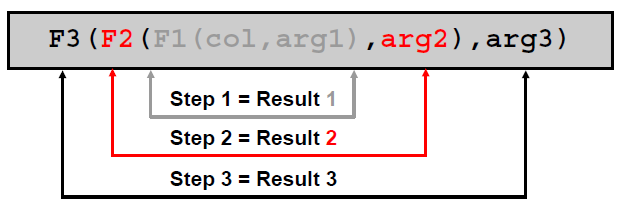 F3(F2(F1(col,arg1),arg2),arg3)
Step 1 = Result 1
Step 2 = Result 2
Step 3 = Result 3